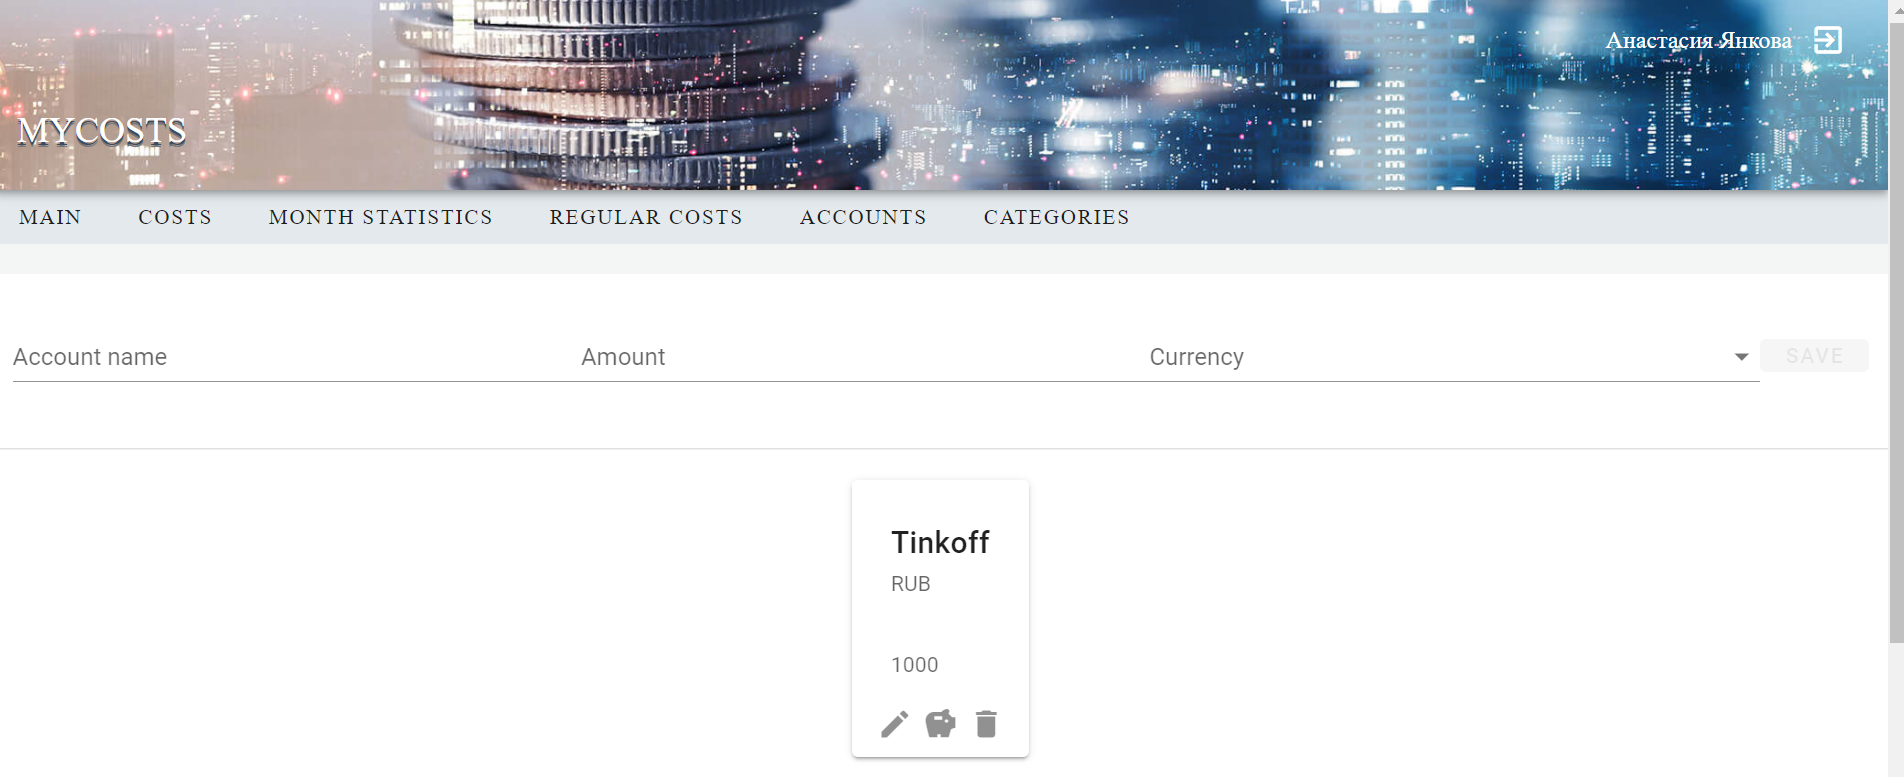 Анастасия Янкова
MYCOSTS
MAIN COSTS MONTH STATISTICS REGULAR COSTS ACCOUNTS CATEGORIES
Account name Amount Currency SAVE
Tinkoff
RUB
1000